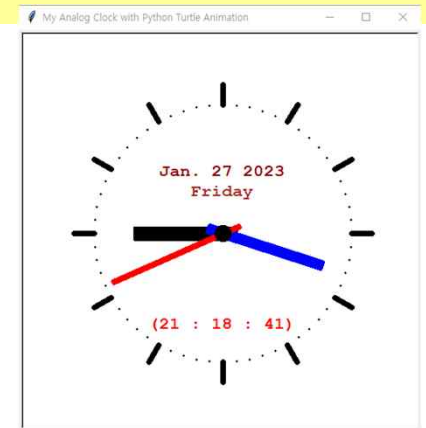 My Analog Clock with Python Turtle Animation
Jan. 27 2023
Friday
(21 : 18 : 41)